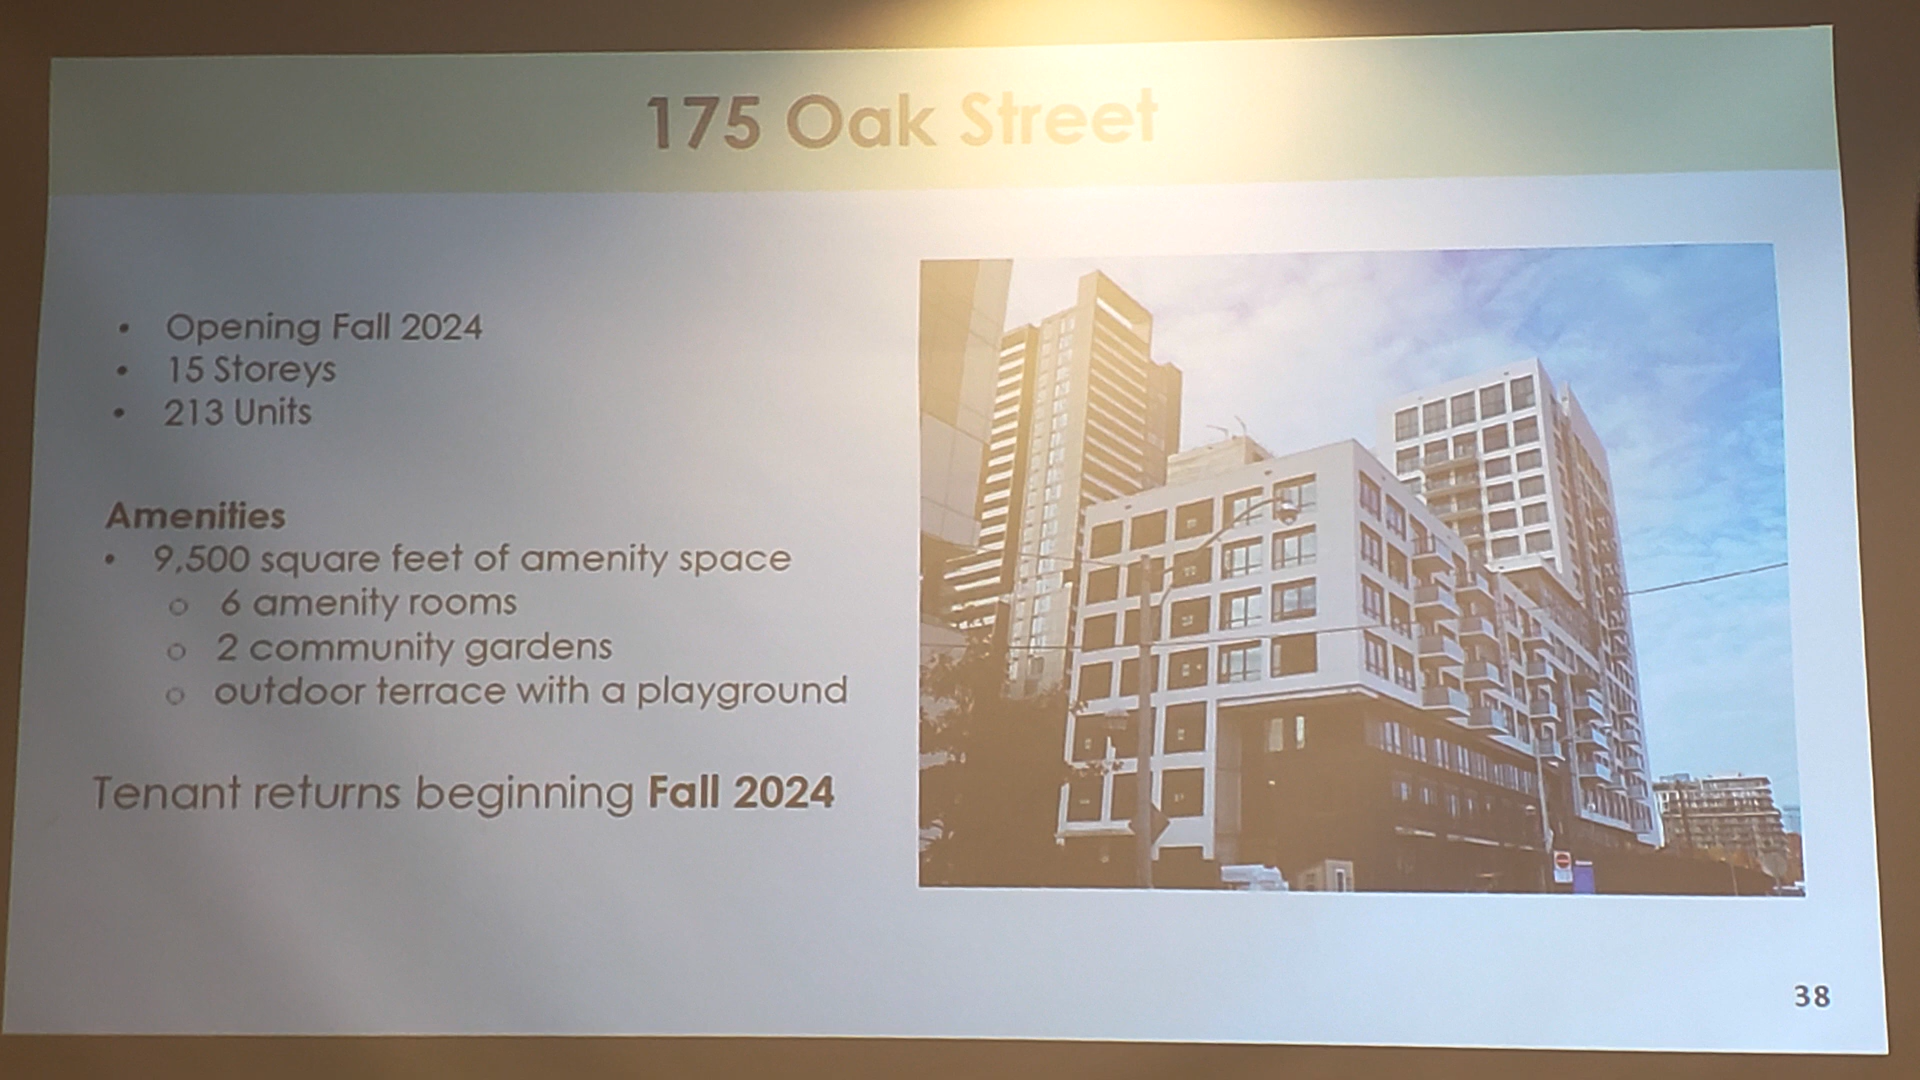 175 Oak Street
• Opening Fall 2024
• 15 Storeys
• 213 Units
Amenities
• 9,500 square feet of amenity space
o 6 amenity rooms
o 2 community gardens
o outdoor terrace with a playground
Tenant returns beginning Fall 2024
38